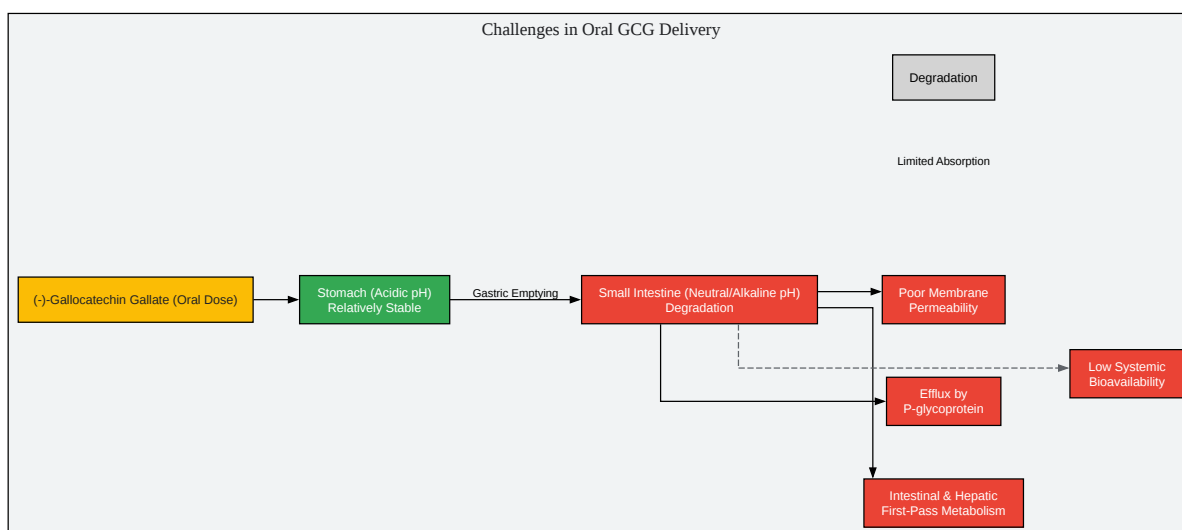 Challenges in Oral GCG Delivery
Degradation
Limited Absorption
(-)-Gallocatechin Gallate (Oral Dose)
Stomach (Acidic pH)
Relatively Stable
Gastric Emptying
Small Intestine (Neutral/Alkaline pH)
Degradation
Poor Membrane
Permeability
Low Systemic
Bioavailability
Efflux by
P-glycoprotein
Intestinal & Hepatic
First-Pass Metabolism